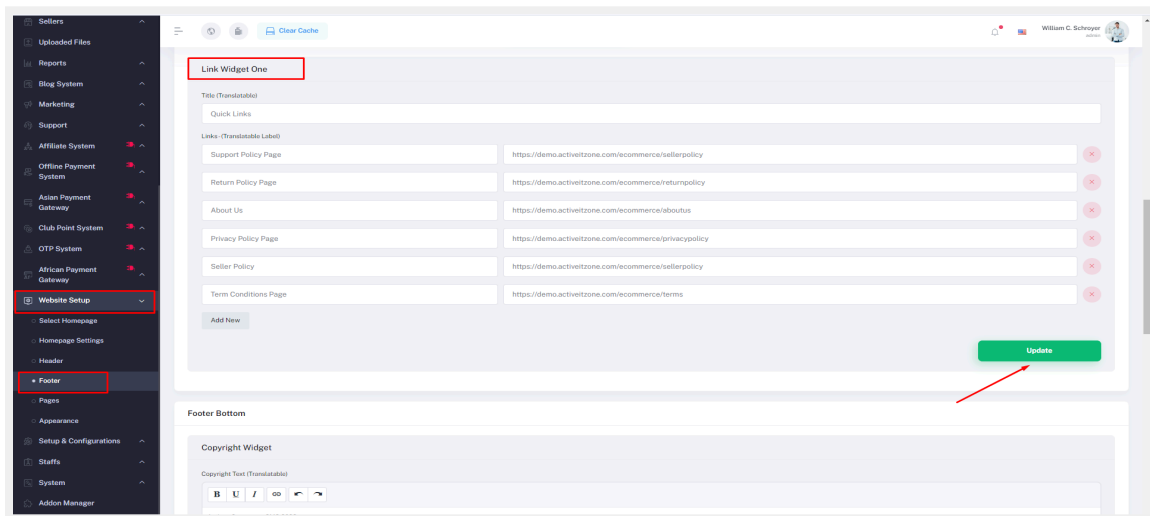 Sellers
Uploaded Files
Reports
Blog System
Marketing
Support
Affiliate System
Offline Payment
System
Asian Payment
Gateway
Club Point System
OTP System
African Payment
Gateway
Website Setup
Select Homepage
Homepage Settings
Header
Footer
Pages
Appearance
Setup & Configurations
Staffs
System
Addon Manager
Clear Cache
William C. Schroyer
admin
Link Widget One
Title (Translatable)
Quick Links
Links - (Translatable Label)
Support Policy Page https://demo.activeitzone.com/ecommerce/sellerpolicy
Return Policy Page https://demo.activeitzone.com/ecommerce/returnpolicy
About Us https://demo.activeitzone.com/ecommerce/aboutus
Privacy Policy Page https://demo.activeitzone.com/ecommerce/privacypolicy
Seller Policy https://demo.activeitzone.com/ecommerce/sellerpolicy
Term Conditions Page https://demo.activeitzone.com/ecommerce/terms
Add New
Update
Footer Bottom
Copyright Widget
Copyright Text (Translatable)
B U I